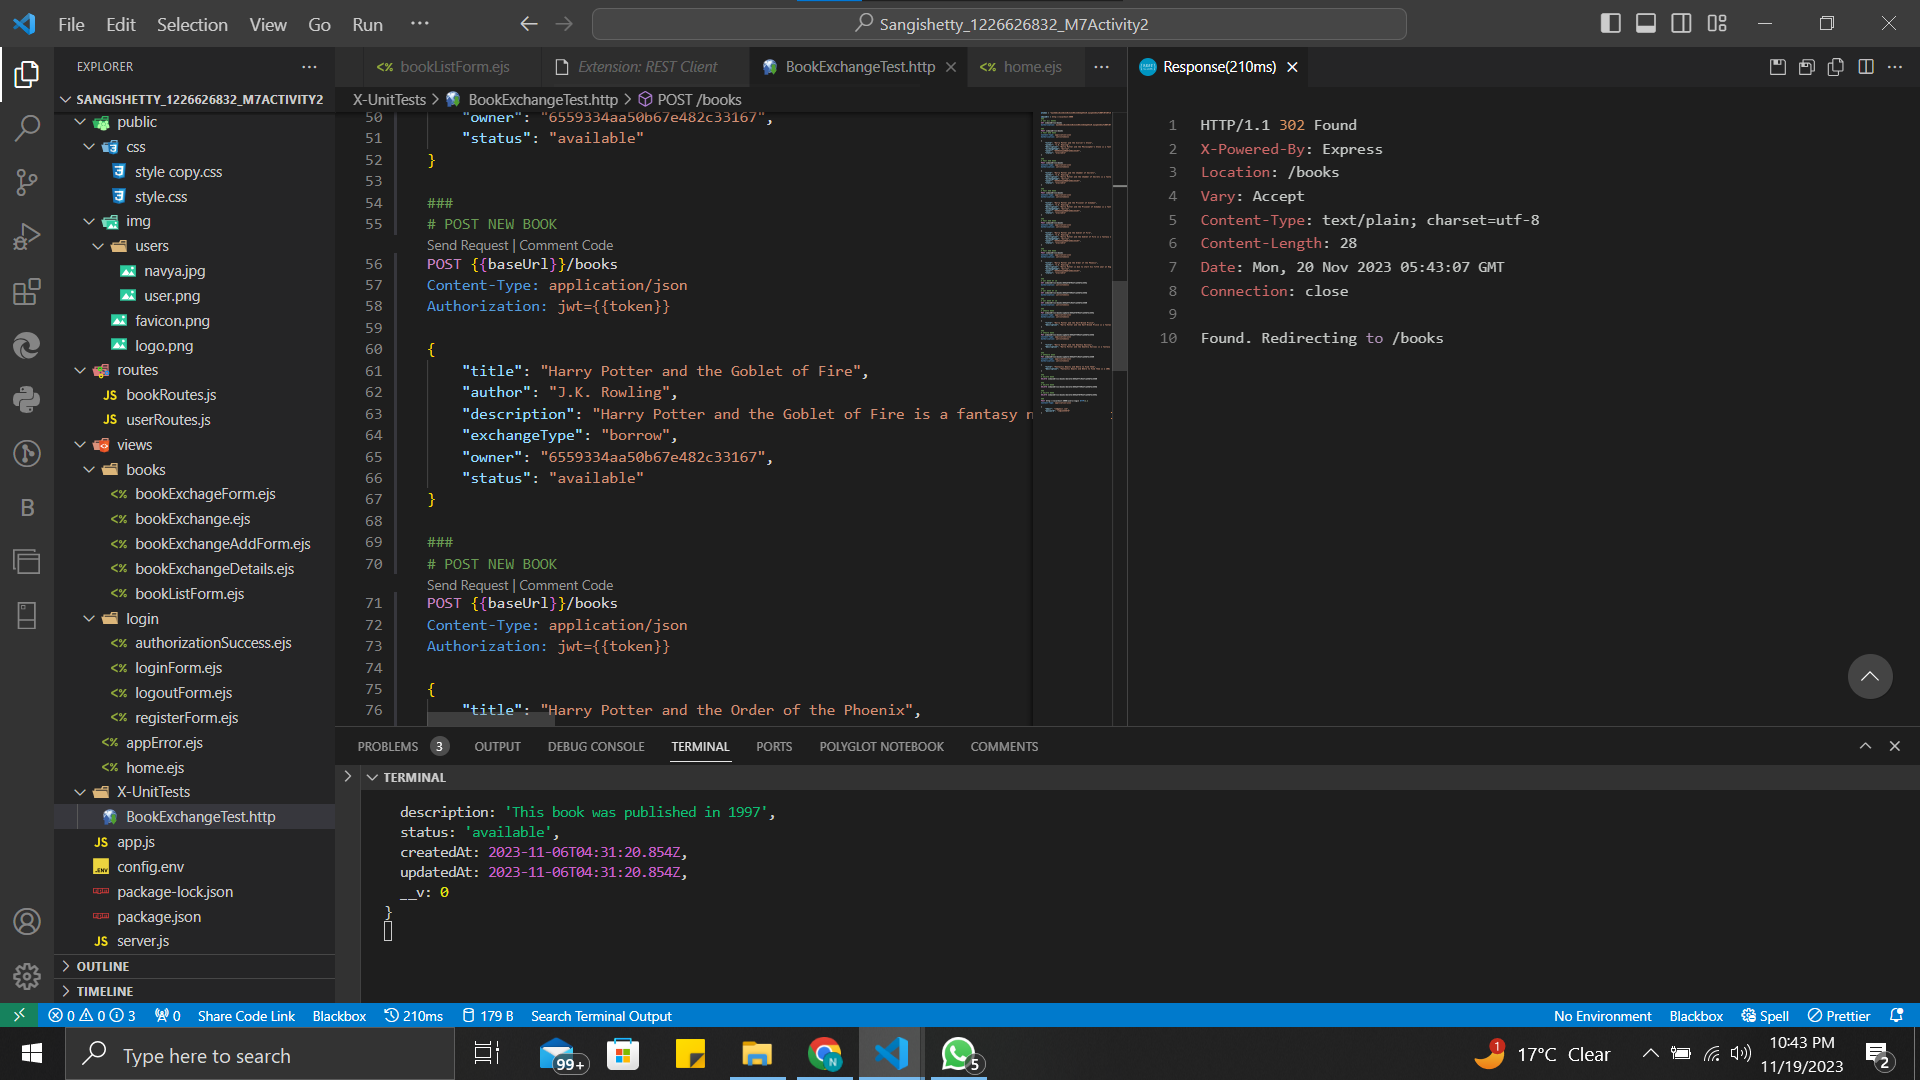 File Edit Selection View Go Run ···
Sangishetty_1226626832_M7Activity2
EXPLORER ···
SANGISHETTY_1226626832_M7ACTIVITY2
public
css
style copy.css
style.css
img
users
navya.jpg
user.png
favicon.png
logo.png
routes
JS bookRoutes.js
JS userRoutes.js
views
books
<% bookExchageForm.ejs
<% bookExchange.ejs
<% bookExchangeAddForm.ejs
<% bookExchangeDetails.ejs
<% bookListForm.ejs
login
<% authorizationSuccess.ejs
<% loginForm.ejs
<% logoutForm.ejs
<% registerForm.ejs
<% appError.ejs
<% home.ejs
X-UnitTests
BookExchangeTest.http
JS app.js
config.env
package-lock.json
package.json
JS server.js
OUTLINE
TIMELINE
<% bookListForm.ejs Extension: REST Client BookExchangeTest.http <% home.ejs ···
X-UnitTests > BookExchangeTest.http > POST /books
50 "owner": "6559334aa50b67e482c33167",
51 "status": "available"
52 }
53
54 ###
55 # POST NEW BOOK
Send Request | Comment Code
56 POST {{baseUrl}}/books
57 Content-Type: application/json
58 Authorization: jwt={{token}}
59
60 {
61 "title": "Harry Potter and the Goblet of Fire",
62 "author": "J.K. Rowling",
63 "description": "Harry Potter and the Goblet of Fire is a fantasy n
64 "exchangeType": "borrow",
65 "owner": "6559334aa50b67e482c33167",
66 "status": "available"
67 }
68
69 ###
70 # POST NEW BOOK
Send Request | Comment Code
71 POST {{baseUrl}}/books
72 Content-Type: application/json
73 Authorization: jwt={{token}}
74
75 {
76 "title": "Harry Potter and the Order of the Phoenix",
Response(210ms)
1 HTTP/1.1 302 Found
2 X-Powered-By: Express
3 Location: /books
4 Vary: Accept
5 Content-Type: text/plain; charset=utf-8
6 Content-Length: 28
7 Date: Mon, 20 Nov 2023 05:43:07 GMT
8 Connection: close
9
10 Found. Redirecting to /books
PROBLEMS 3 OUTPUT DEBUG CONSOLE TERMINAL PORTS POLYGLOT NOTEBOOK COMMENTS
TERMINAL
description: 'This book was published in 1997',
status: 'available',
createdAt: 2023-11-06T04:31:20.854Z,
updatedAt: 2023-11-06T04:31:20.854Z,
__v: 0
}
0 0 3 0 Share Code Link Blackbox 210ms 179 B Search Terminal Output No Environment Blackbox Spell Prettier
Type here to search
99+
N
5
1
17°C Clear
10:43 PM
11/19/2023
2